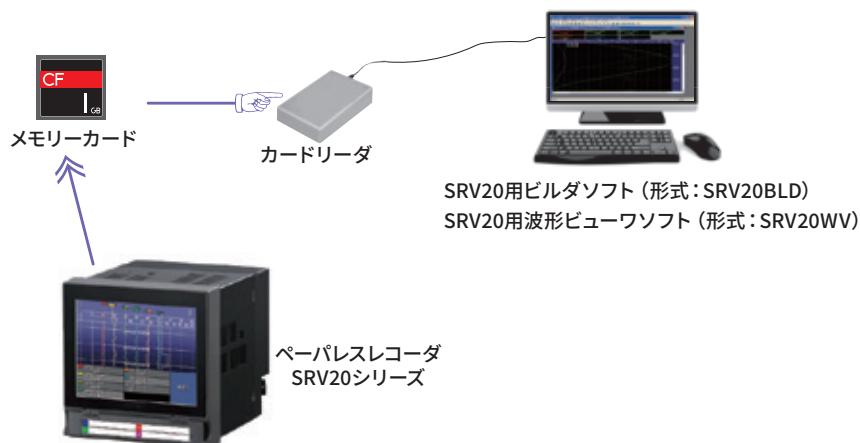 CF
1 GB
メモリーカード
カードリーダ
SRV20用ビルダソフト（形式：SRV20BLD）
SRV20用波形ビューワソフト（形式：SRV20WV）
ペーパレスレコーダ
SRV20シリーズ